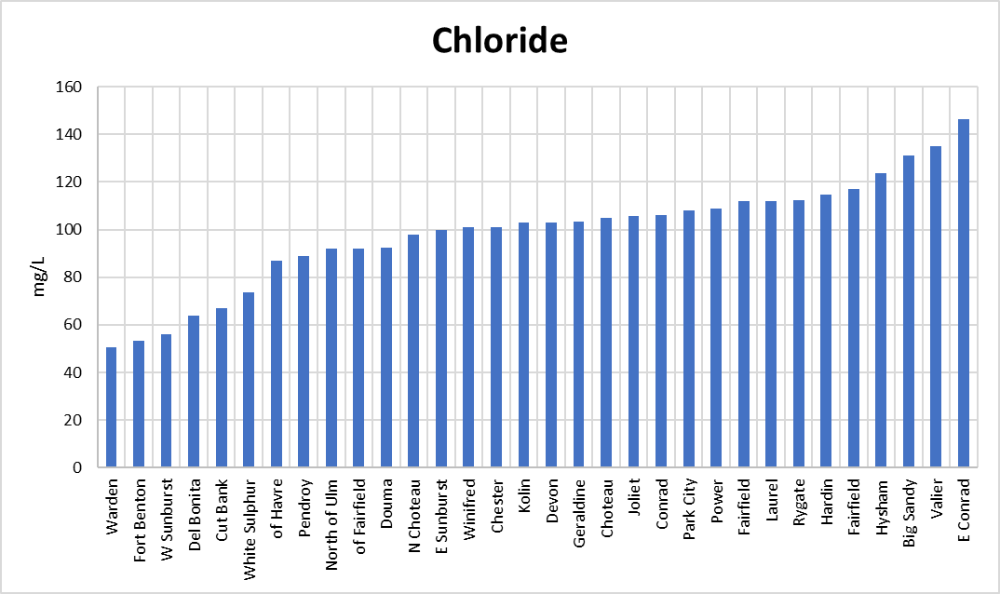 Chloride
160
140
120
100
80
60
40
20
0
mg/L
Warden
Fort Benton
W Sunburst
Del Bonita
Cut Bank
White Sulphur
of Havre
Pendroy
North of Ulm
of Fairfield
Douma
N Choteau
E Sunburst
Winifred
Chester
Kolin
Devon
Geraldine
Choteau
Joliet
Conrad
Park City
Power
Fairfield
Laurel
Rygate
Hardin
Fairfield
Hysham
Big Sandy
Valier
E Conrad